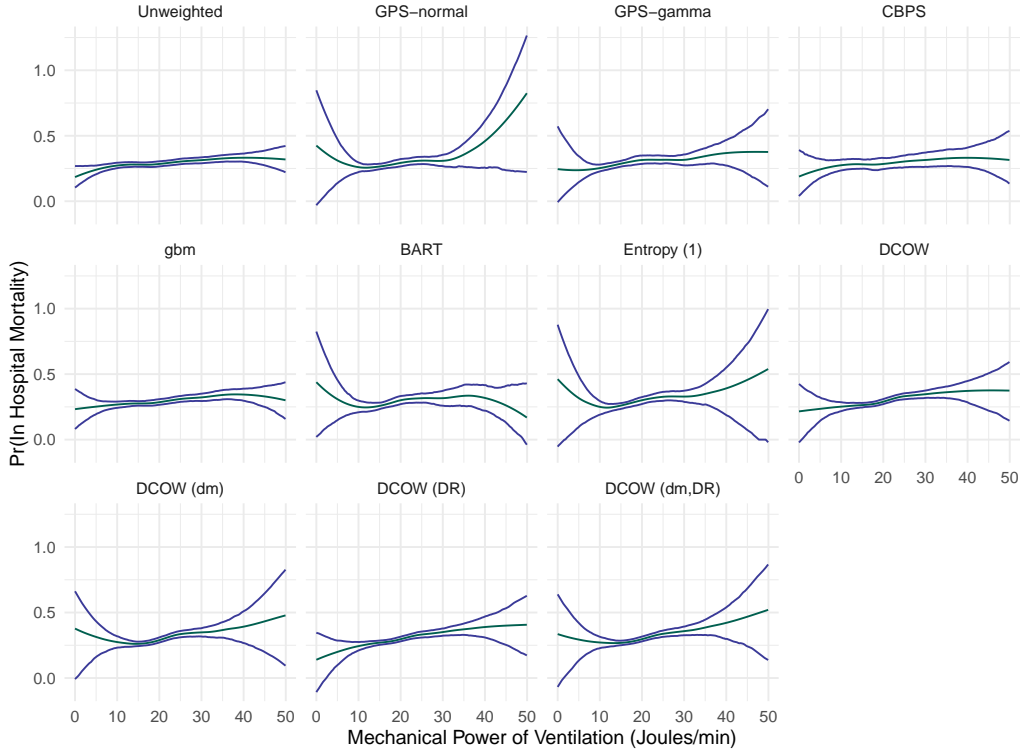 Unweighted
GPS−normal
GPS−gamma
CBPS
1.0
0.5
0.0
gbm
BART
Entropy (1)
DCOW
Pr(In Hospital Mortality)
1.0
0.5
0.0
0 10 20 30 40 50
DCOW (dm)
DCOW (DR)
DCOW (dm,DR)
1.0
0.5
0.0
0 10 20 30 40 50
0 10 20 30 40 50
0 10 20 30 40 50
Mechanical Power of Ventilation (Joules/min)